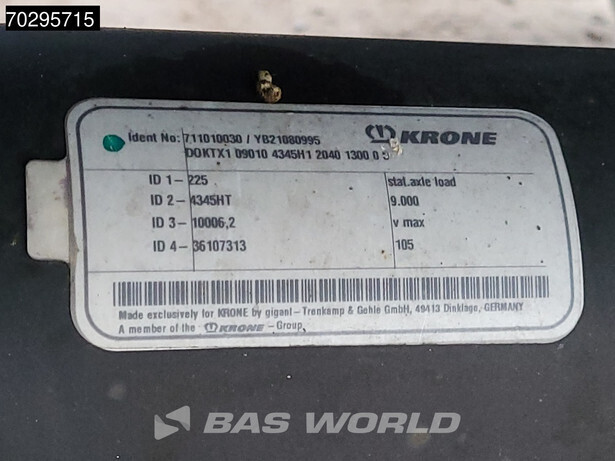 70295715
Ident No: 711010030 / YB21080995 KRONE
DOKTX1 09010 4345H1 2040 1300 0 5
ID 1- 225 stat.axle load
ID 2- 4345HT 9.000
ID 3- 10006,2 v max
ID 4- 36107313 105
Made exclusively for KRONE by gigant - Trenkamp & Gehle GmbH, 49413 Dinklage, GERMANY
A member of the KRONE - Group
BAS WORLD